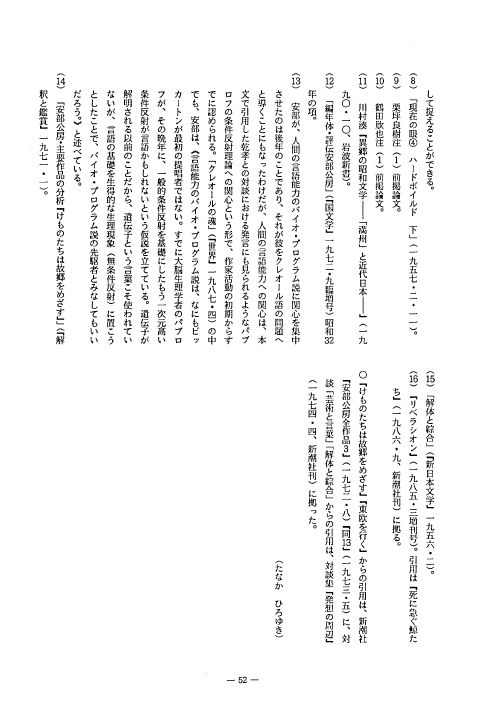 して捉えることができる。
(8)「現在の眼④ ハードボイルド 下」(一九五七・二・一一)。
(9) 栗坪良樹注(1)前掲論文。
(10) 鶴田欣也注(1)前掲論文。
(11) 川村湊『異郷の昭和文学――「満州」と近代日本――』(一九
九〇・一〇、岩波新書)。
(12)「編年体・評伝安部公房」(『国文学』一九七二・九臨増号)昭和32
年の項。
(13) 安部が、人間の言語能力のバイオ・プログラム説に関心を集中
させたのは後年のことであり、それが彼をクレオール語の問題へ
と導くことにもなったわけだが、人間の言語能力への関心は、本
文で引用した乾孝との対談における発言にも見られるようなパブ
ロフの条件反射理論への関心という形で、作家活動の初期からす
でに認められる。「クレオールの魂」(『世界』一九八七・四)の中
でも、安部は、《言語能力のバイオ・プログラム説は、なにもビッ
カートンが最初の提唱者ではない。すでに大脳生理学者のパブロ
フが、その晩年に、一般的条件反射を基礎にしたもう一次元高い
条件反射が言語かもしれないという仮説を立てている。遺伝子が
解明される以前のことだから、遺伝子という言葉こそ使われてい
ないが、言語の基礎を生得的な生理現象(無条件反射)に置こう
としたことで、バイオ・プログラム説の先駆者とみなしてもいい
だろう。》と述べている。
(14)「安部公房・主要作品の分析『けものたちは故郷をめざす』」(『解
釈と鑑賞』一九七一・一)。
(15)「解体と綜合」(『新日本文学』一九五六・二)。
(16)『リベラシオン』(一九八五・三増刊号)。引用は『死に急ぐ鯨た
ち』(一九八六・九、新潮社刊)に拠る。
〇『けものたちは故郷をめざす』『東欧を行く』からの引用は、新潮社
『安部公房全作品3』(一九七二・八)『同13』(一九七三・五)に、対
談「芸術と言葉」「解体と綜合」からの引用は、対談集『発想の周辺』
(一九七四・四、新潮社刊)に拠った。
(たなか ひろゆき)
― 52 ―